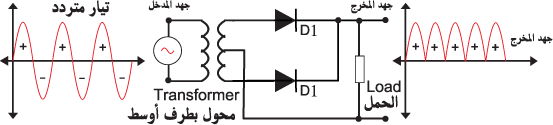 تيار متردد
جهد المدخل
جهد المخرج
جهد المخرج
D1
D1
Transformer
محول بطرف أوسط
Load
الحمل
+ + +
− − −
+ + + + +